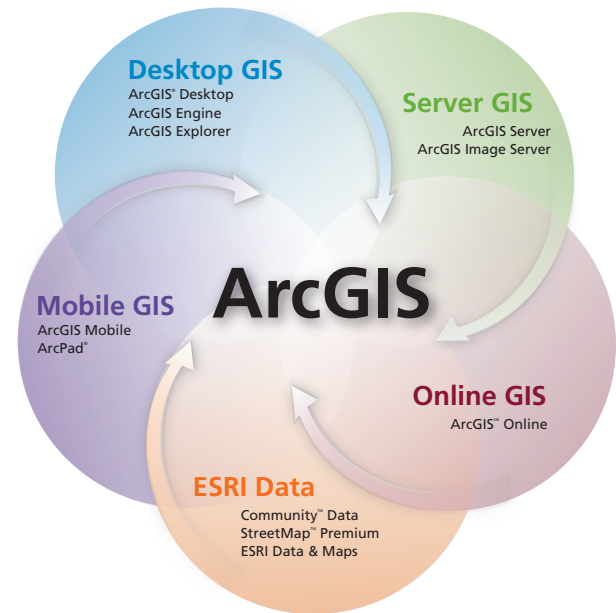 Desktop GIS
ArcGIS® Desktop
ArcGIS Engine
ArcGIS Explorer
Server GIS
ArcGIS Server
ArcGIS Image Server
ArcGIS
Mobile GIS
ArcGIS Mobile
ArcPad®
Online GIS
ArcGIS℠ Online
ESRI Data
Community™ Data
StreetMap™ Premium
ESRI Data & Maps